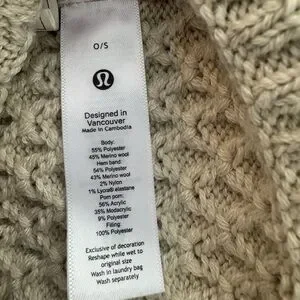 O/S
Designed in
Vancouver
Made in Cambodia
Body:
55% Polyester
45% Merino wool
Hem band:
54% Polyester
43% Merino wool
2% Nylon
1% Lycra® elastane
Pom pom:
56% Acrylic
35% Modacrylic
9% Polyester
Filling:
100% Polyester
Exclusive of decoration
Reshape while wet to
original size
Wash in laundry bag
Wash separately